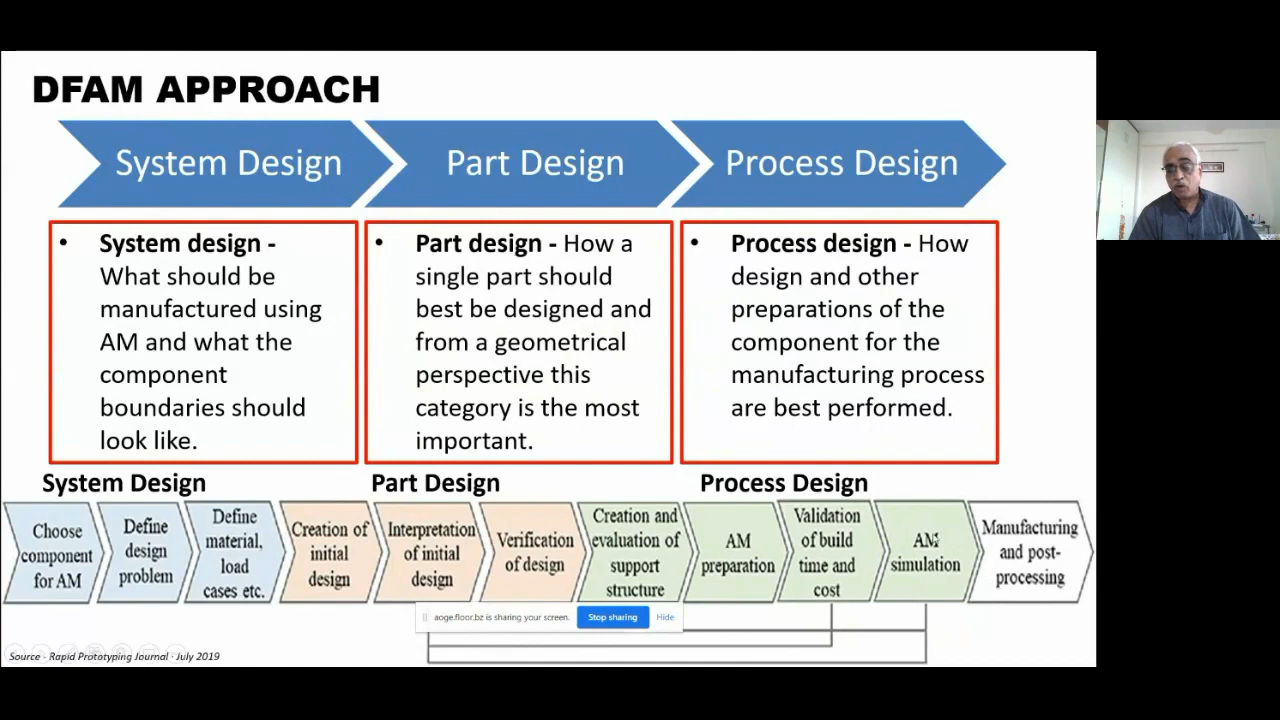 DFAM APPROACH
System Design
Part Design
Process Design
• System design -
What should be
manufactured using
AM and what the
component
boundaries should
look like.
• Part design - How a
single part should
best be designed and
from a geometrical
perspective this
category is the most
important.
• Process design - How
design and other
preparations of the
component for the
manufacturing process
are best performed.
System Design
Part Design
Process Design
Choose
component
for AM
Define
design
problem
Define
material,
load
cases etc.
Creation of
initial
design
Interpretation
of initial
design
Verification
of design
Creation and
evaluation of
support
structure
AM
preparation
Validation
of build
time and
cost
AM
simulation
Manufacturing
and post-
processing
aoge.floor.bz is sharing your screen.
Stop sharing
Hide
Source - Rapid Prototyping Journal - July 2019